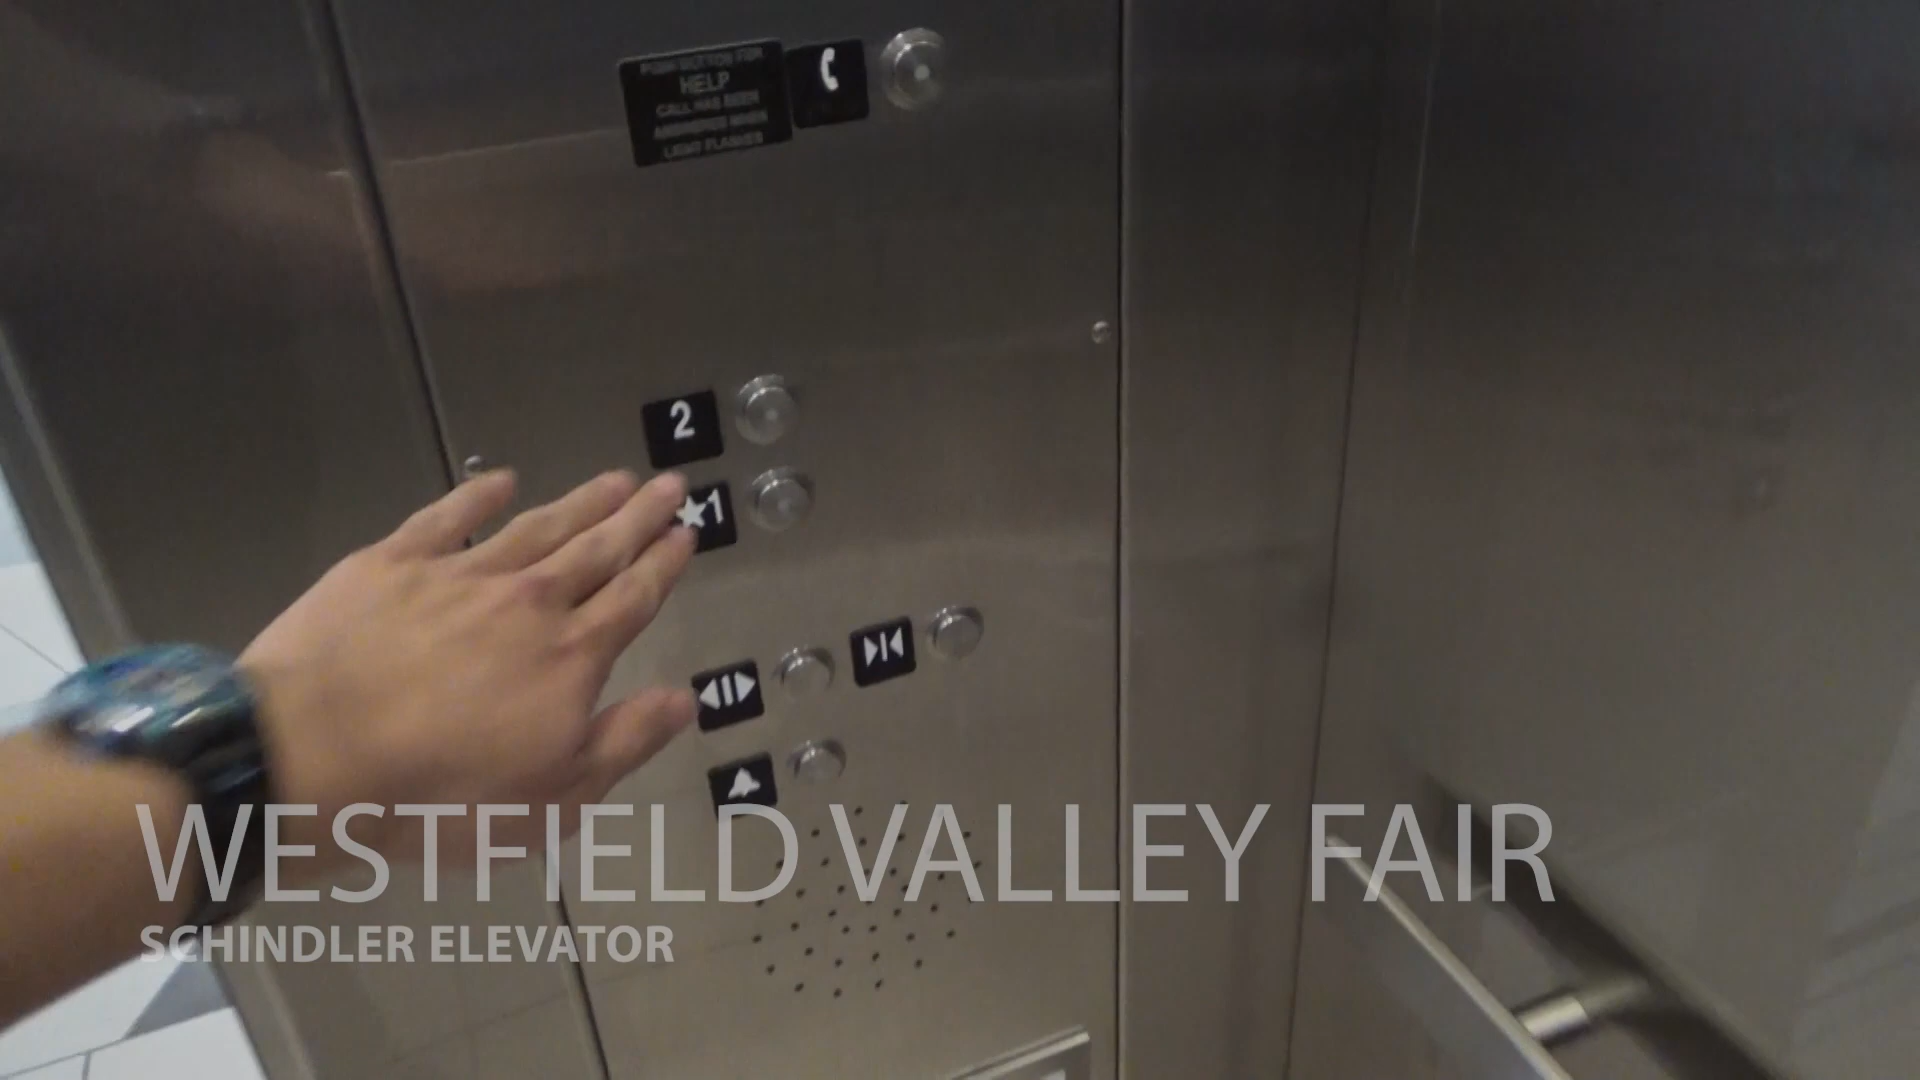 PUSH BUTTON FOR
HELP
CALL HAS BEEN
ANSWERED WHEN
LIGHT FLASHES
2
★1
WESTFIELD VALLEY FAIR
SCHINDLER ELEVATOR